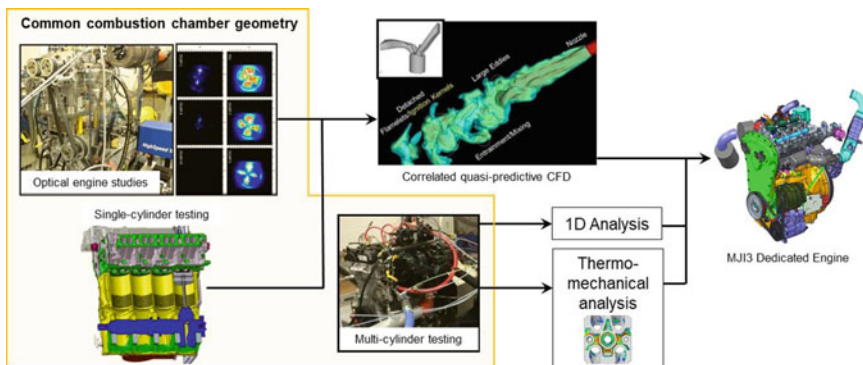 Common combustion chamber geometry
Optical engine studies
HighSpeed
Single-cylinder testing
Multi-cylinder testing
Nozzle
Large Eddies
Detached
Flamelets/Ignition Kernels
Entrainment/Mixing
Correlated quasi-predictive CFD
1D Analysis
Thermo-
mechanical
analysis
MJI3 Dedicated Engine